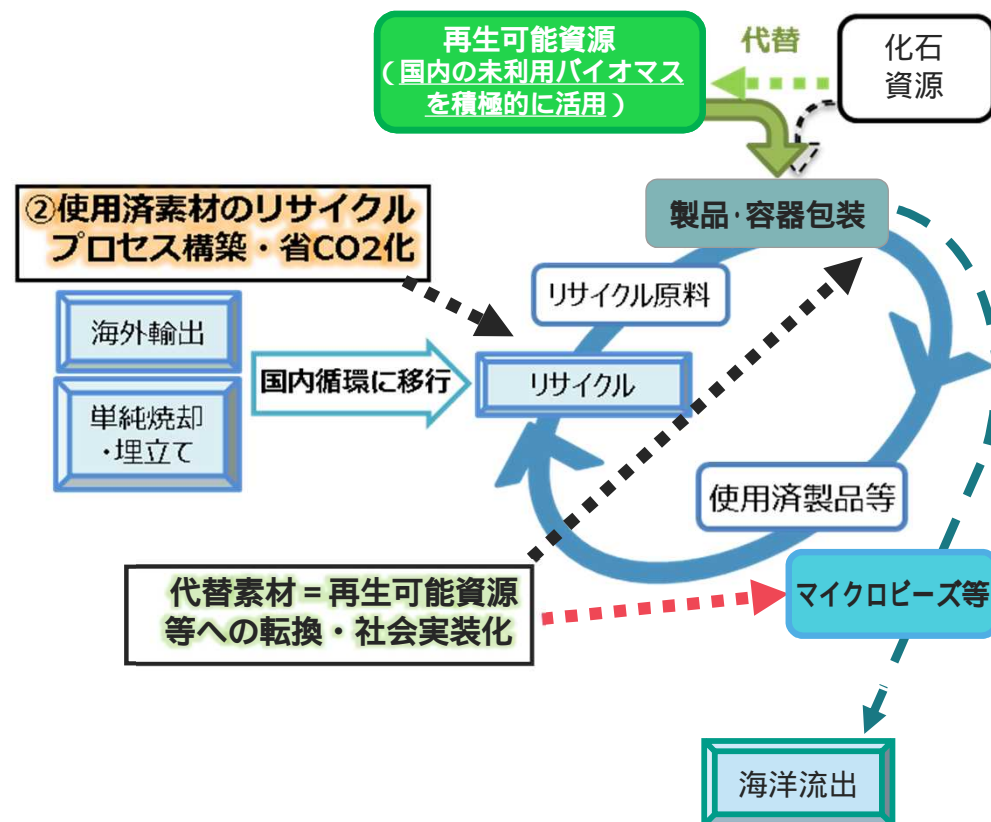 再生可能資源
(国内の未利用バイオマス
を積極的に活用)
代替
化石
資源
②使用済素材のリサイクル
プロセス構築・省CO2化
製品・容器包装
リサイクル原料
海外輸出
国内循環に移行
リサイクル
単純焼却
・埋立て
使用済製品等
代替素材=再生可能資源
等への転換・社会実装化
マイクロビーズ等
海洋流出